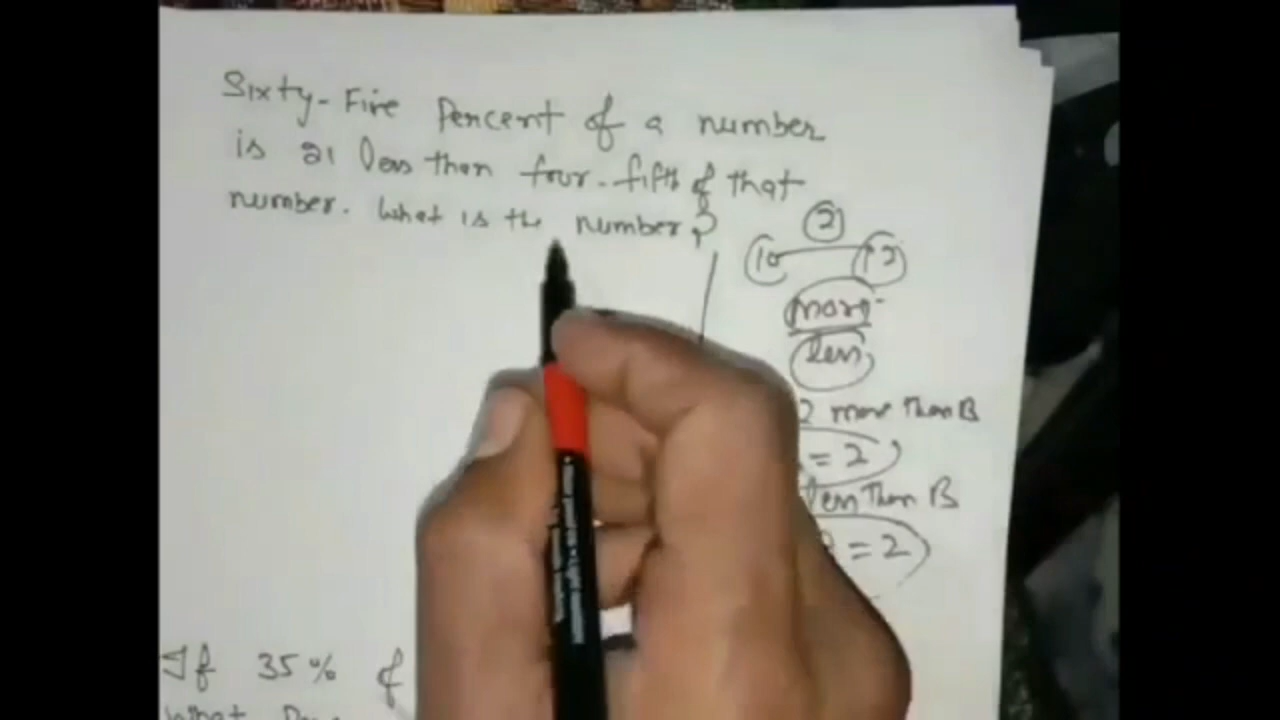 Sixty-Five Percent of a number
is 21 less than four-fifth of that
number. What is the number?
2
10 12
more
less
2 more than B
= 2
less than B
= 2
If 35% of
What